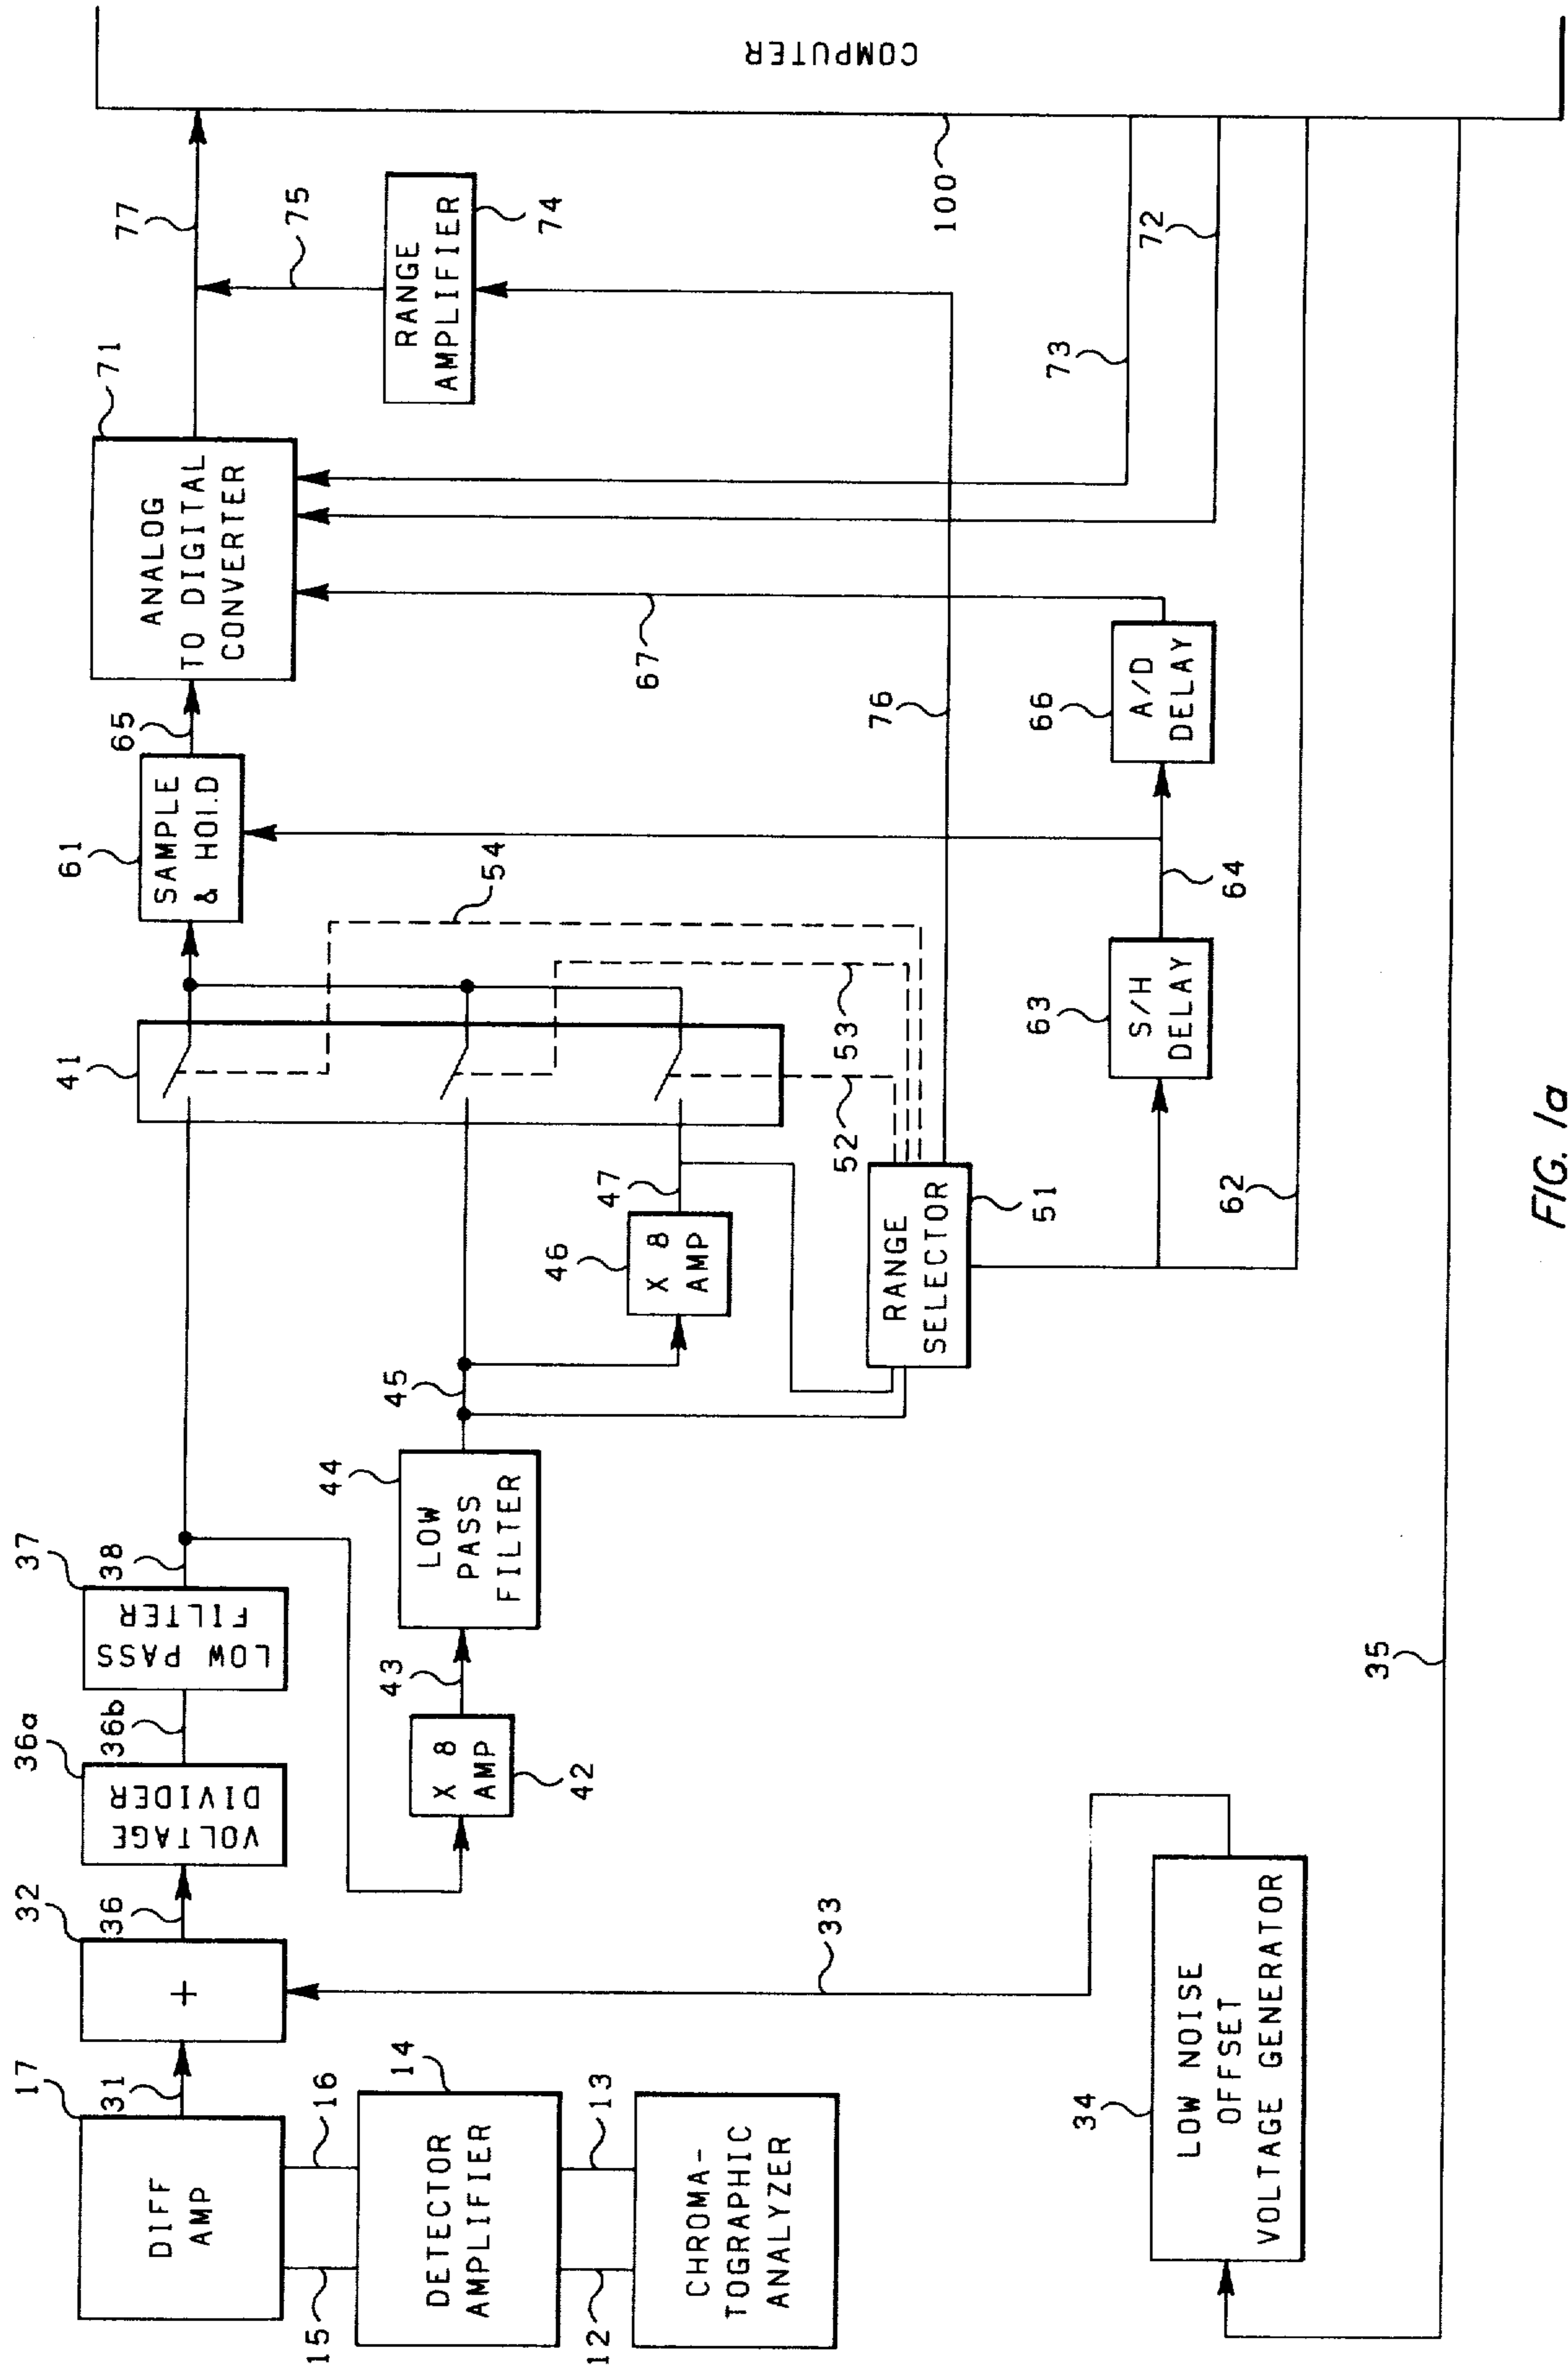 17
DIFF
AMP
31
32
+
36
36a
VOLTAGE
DIVIDER
36b
37
LOW PASS
FILTER
38
15
16
14
DETECTOR
AMPLIFIER
12
13
CHROMA-
TOGRAPHIC
ANALYZER
X 8
AMP
42
43
44
LOW
PASS
FILTER
45
46
X 8
AMP
47
41
52
53
54
RANGE
SELECTOR
51
61
SAMPLE
& HOLD
65
71
ANALOG
TO DIGITAL
CONVERTER
77
75
RANGE
AMPLIFIER
74
67
76
73
72
100
COMPUTER
63
S/H
DELAY
64
66
A/D
DELAY
62
33
34
LOW NOISE
OFFSET
VOLTAGE GENERATOR
35
FIG. 1a